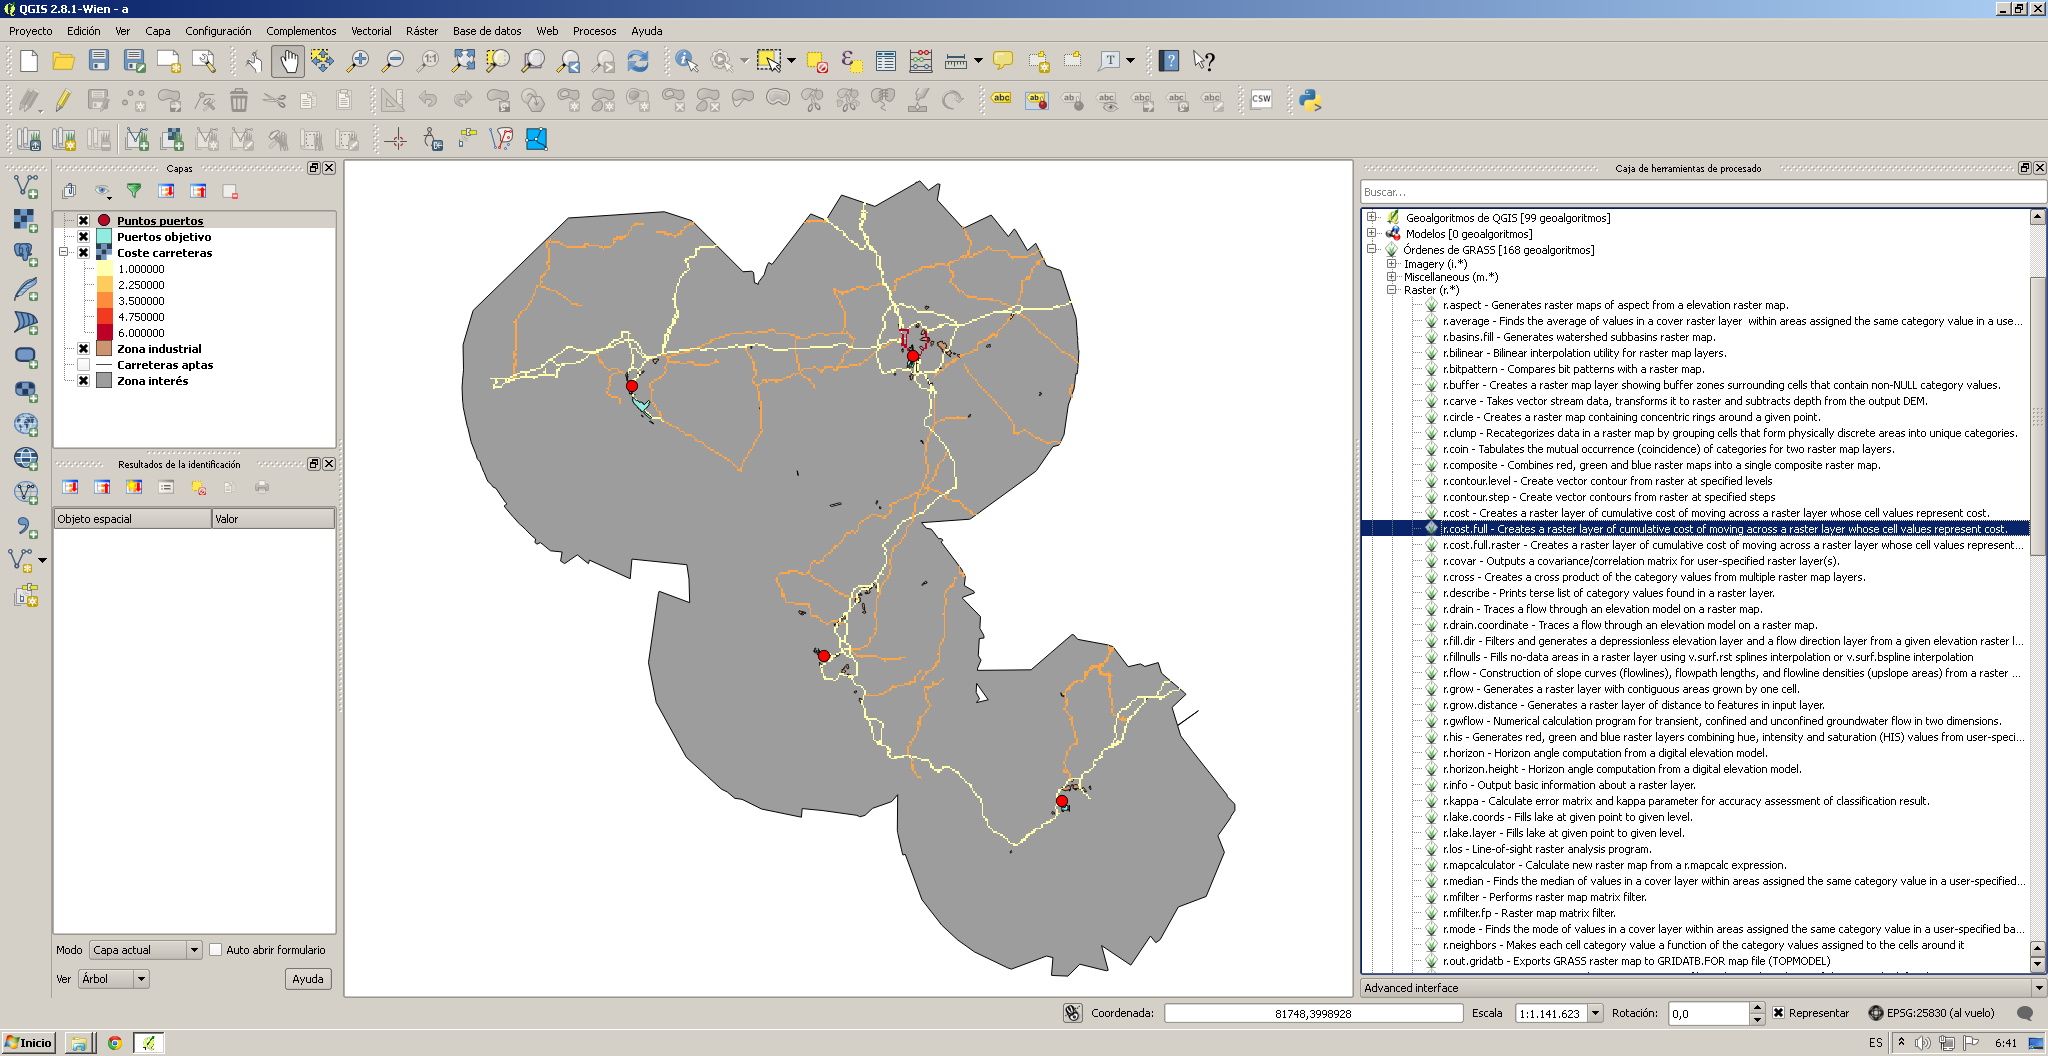 QGIS 2.8.1-Wien - a
Proyecto Edición Ver Capa Configuración Complementos Vectorial Ráster Base de datos Web Procesos Ayuda
Capas
Puntos puertos
Puertos objetivo
Coste carreteras
1.000000
2.250000
3.500000
4.750000
6.000000
Zona industrial
Carreteras aptas
Zona interés
Resultados de la identificación
Objeto espacial Valor
Modo Capa actual Auto abrir formulario
Ver Árbol Ayuda
Caja de herramientas de procesado
Buscar...
Geoalgoritmos de QGIS [99 geoalgoritmos]
Modelos [0 geoalgoritmos]
Órdenes de GRASS [168 geoalgoritmos]
Imagery (i.*)
Miscellaneous (m.*)
Raster (r.*)
r.aspect - Generates raster maps of aspect from a elevation raster map.
r.average - Finds the average of values in a cover raster layer within areas assigned the same category value in a use...
r.basins.fill - Generates watershed subbasins raster map.
r.bilinear - Bilinear interpolation utility for raster map layers.
r.bitpattern - Compares bit patterns with a raster map.
r.buffer - Creates a raster map layer showing buffer zones surrounding cells that contain non-NULL category values.
r.carve - Takes vector stream data, transforms it to raster and subtracts depth from the output DEM.
r.circle - Creates a raster map containing concentric rings around a given point.
r.clump - Recategorizes data in a raster map by grouping cells that form physically discrete areas into unique categories.
r.coin - Tabulates the mutual occurrence (coincidence) of categories for two raster map layers.
r.composite - Combines red, green and blue raster maps into a single composite raster map.
r.contour.level - Create vector contour from raster at specified levels
r.contour.step - Create vector contours from raster at specified steps
r.cost - Creates a raster layer of cumulative cost of moving across a raster layer whose cell values represent cost.
r.cost.full - Creates a raster layer of cumulative cost of moving across a raster layer whose cell values represent cost.
r.cost.full.raster - Creates a raster layer of cumulative cost of moving across a raster layer whose cell values represent...
r.covar - Outputs a covariance/correlation matrix for user-specified raster layer(s).
r.cross - Creates a cross product of the category values from multiple raster map layers.
r.describe - Prints terse list of category values found in a raster layer.
r.drain - Traces a flow through an elevation model on a raster map.
r.drain.coordinate - Traces a flow through an elevation model on a raster map.
r.fill.dir - Filters and generates a depressionless elevation layer and a flow direction layer from a given elevation raster l...
r.fillnulls - Fills no-data areas in a raster layer using v.surf.rst splines interpolation or v.surf.bspline interpolation
r.flow - Construction of slope curves (flowlines), flowpath lengths, and flowline densities (upslope areas) from a raster ...
r.grow - Generates a raster layer with contiguous areas grown by one cell.
r.grow.distance - Generates a raster layer of distance to features in input layer.
r.gwflow - Numerical calculation program for transient, confined and unconfined groundwater flow in two dimensions.
r.his - Generates red, green and blue raster layers combining hue, intensity and saturation (HIS) values from user-speci...
r.horizon - Horizon angle computation from a digital elevation model.
r.horizon.height - Horizon angle computation from a digital elevation model.
r.info - Output basic information about a raster layer.
r.kappa - Calculate error matrix and kappa parameter for accuracy assessment of classification result.
r.lake.coords - Fills lake at given point to given level.
r.lake.layer - Fills lake at given point to given level.
r.los - Line-of-sight raster analysis program.
r.mapcalculator - Calculate new raster map from a r.mapcalc expression.
r.median - Finds the median of values in a cover layer within areas assigned the same category value in a user-specified...
r.mfilter - Performs raster map matrix filter.
r.mfilter.fp - Raster map matrix filter.
r.mode - Finds the mode of values in a cover layer within areas assigned the same category value in a user-specified ba...
r.neighbors - Makes each cell category value a function of the category values assigned to the cells around it
r.out.gridatb - Exports GRASS raster map to GRIDATB.FOR map file (TOPMODEL)
Advanced interface
Coordenada: 81748,3998928 Escala 1:1.141.623 Rotación: 0,0 Representar EPSG:25830 (al vuelo)
Inicio ES 6:41